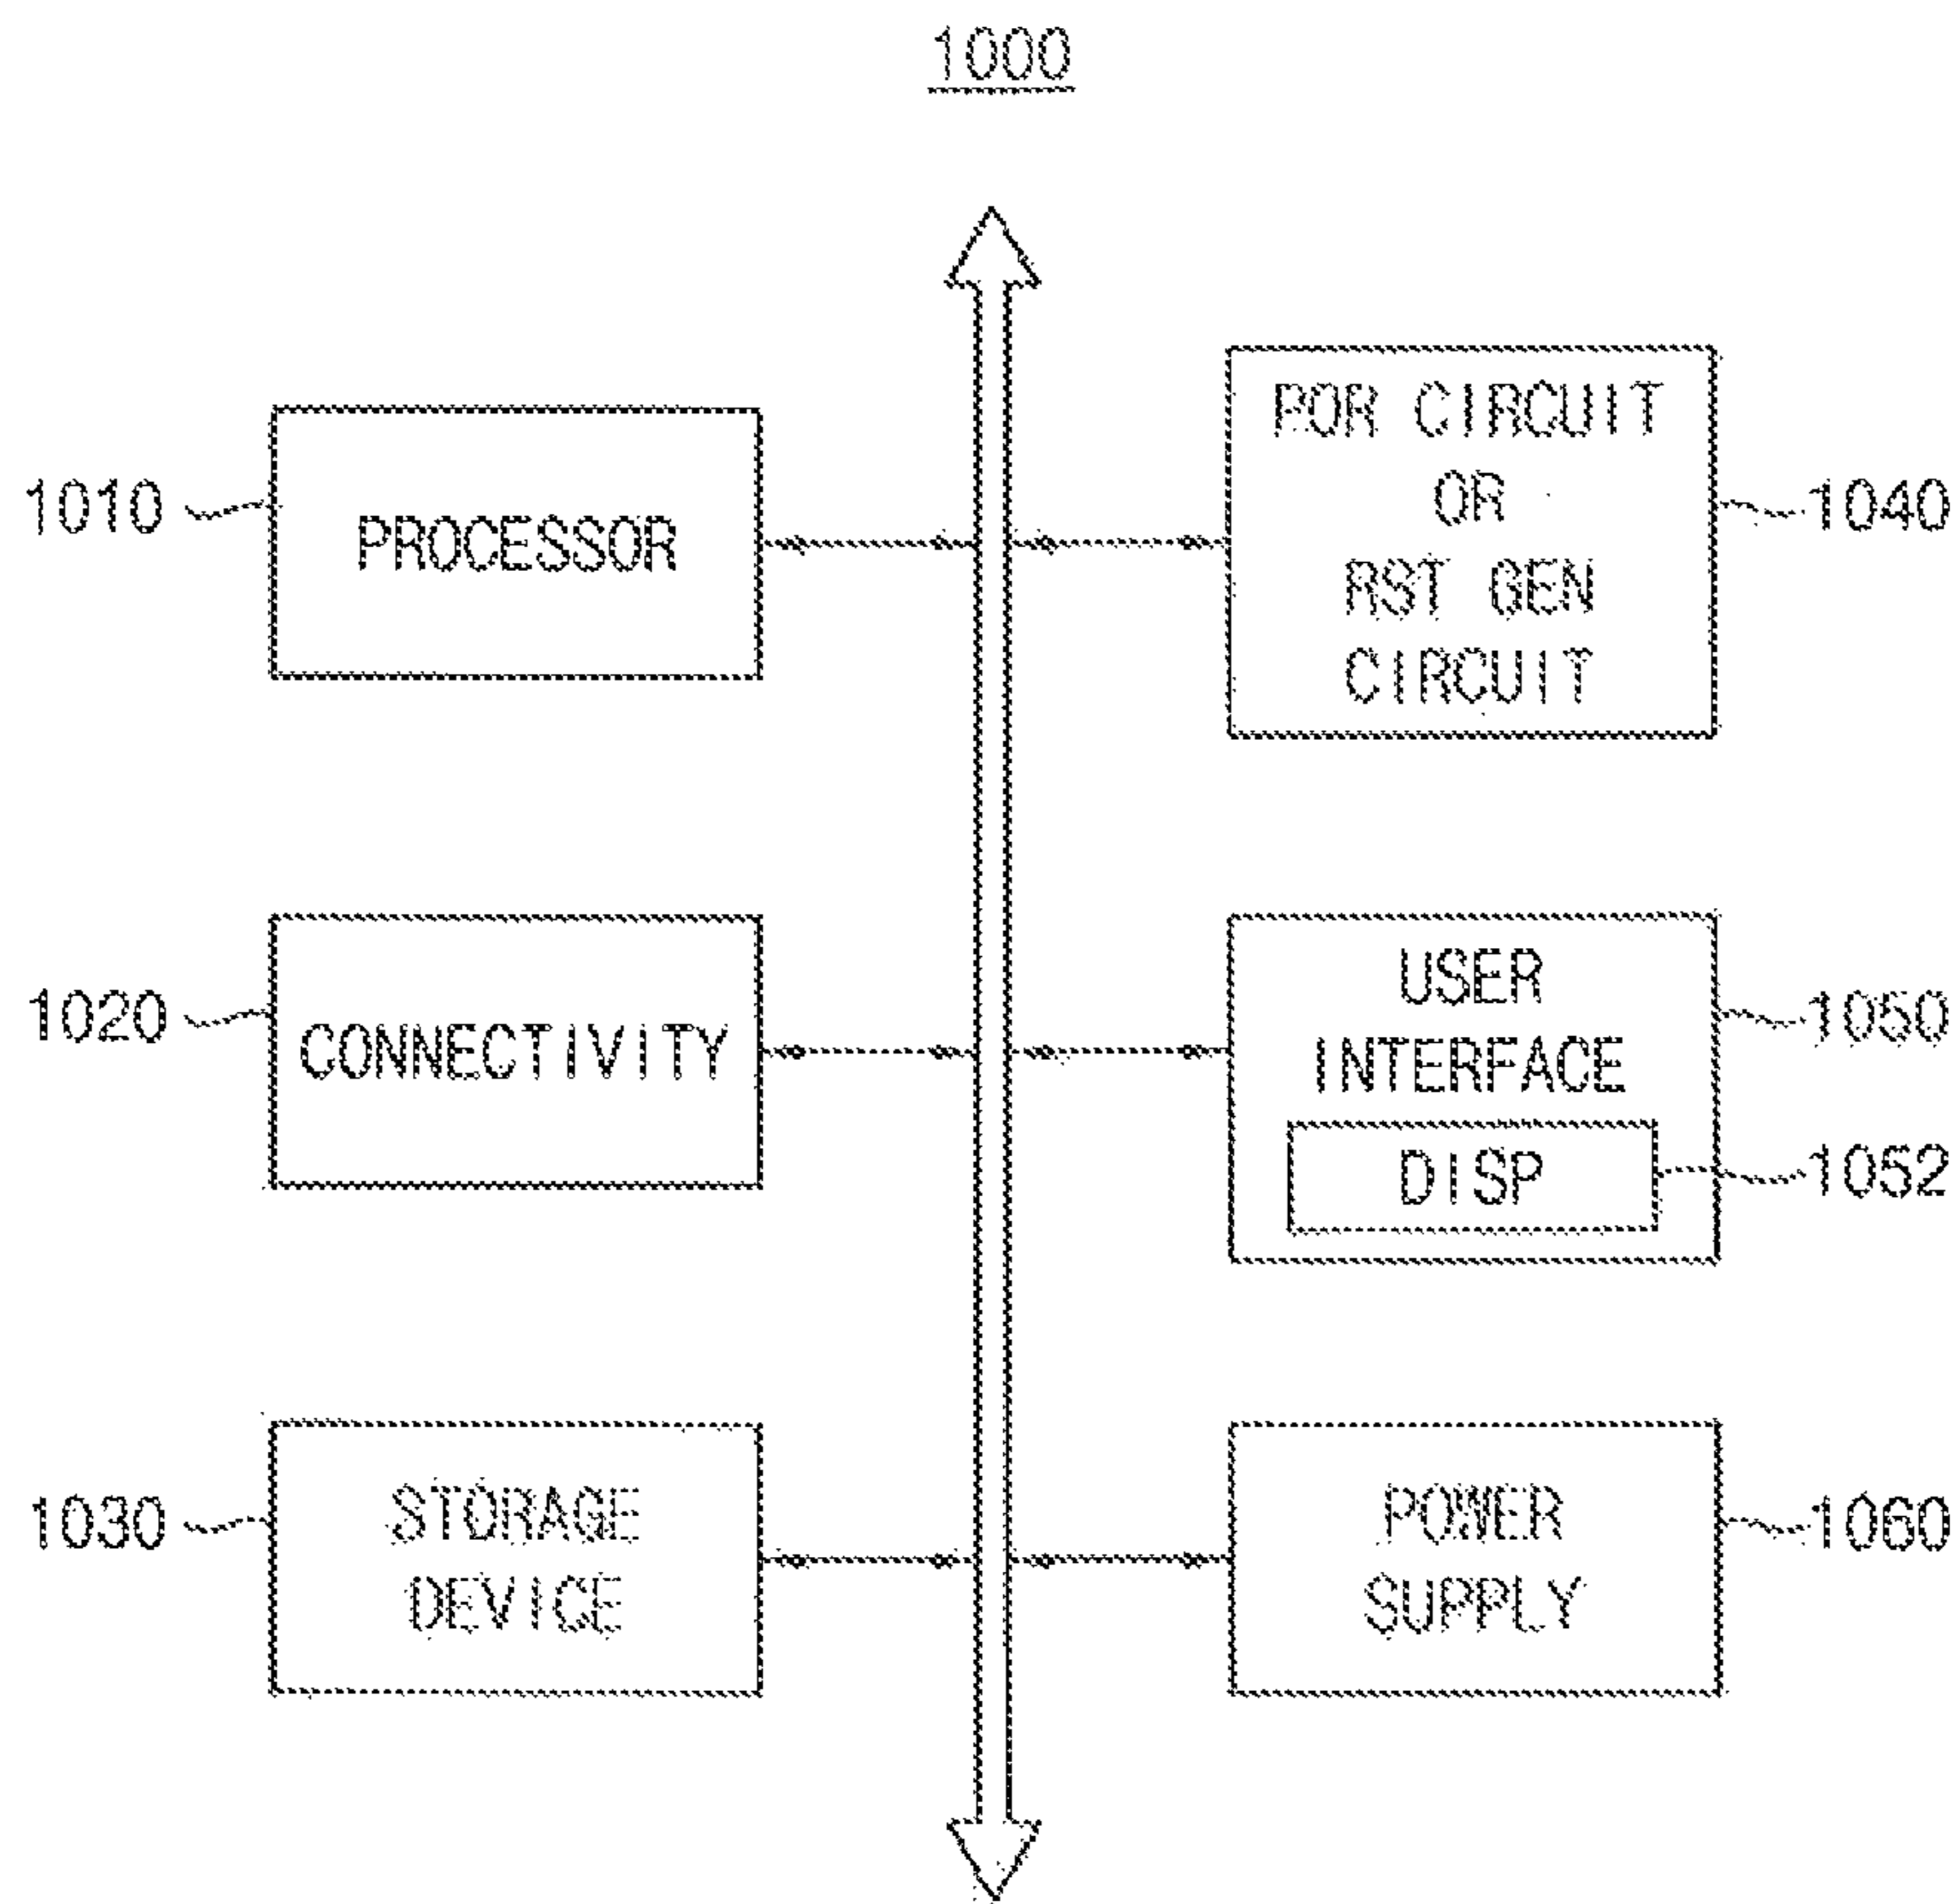 1000
1010
PROCESSOR
POR CIRCUIT
OR
RST GEN
CIRCUIT
1040
1020
CONNECTIVITY
USER
INTERFACE
1050
DISP
1052
1030
STORAGE
DEVICE
POWER
SUPPLY
1060